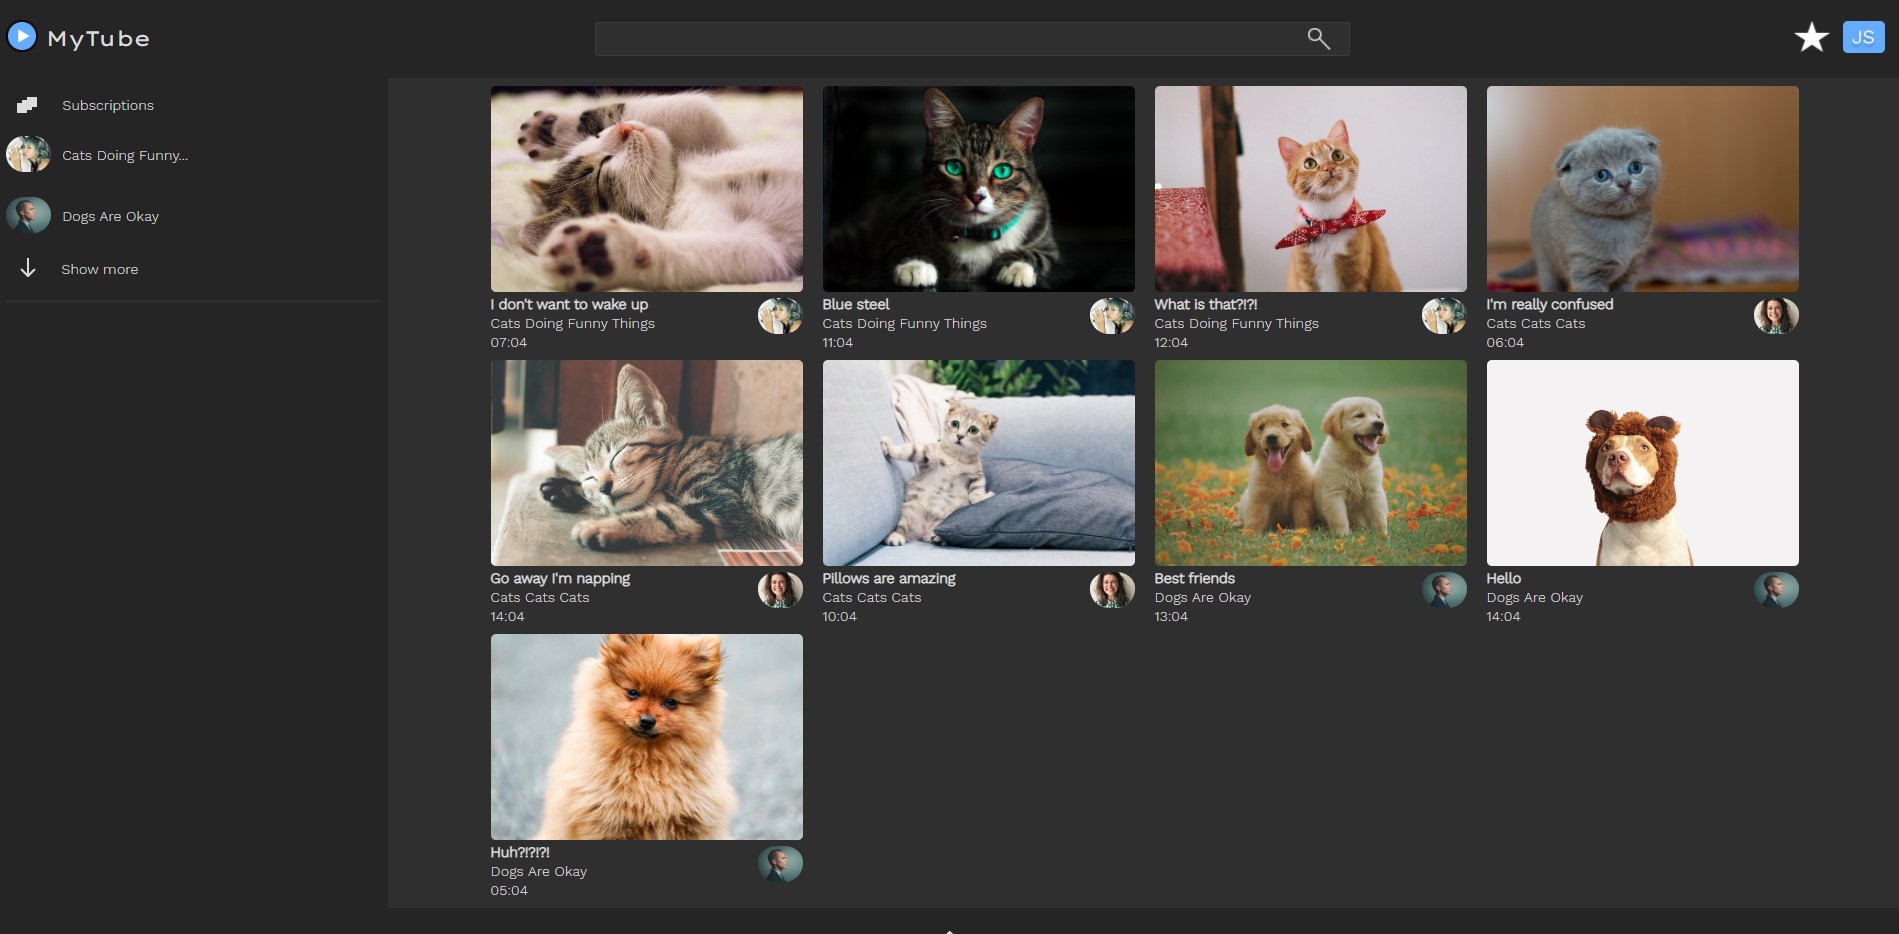 MyTube
JS
Subscriptions
Cats Doing Funny...
Dogs Are Okay
Show more
I don't want to wake up
Cats Doing Funny Things
07:04
Blue steel
Cats Doing Funny Things
11:04
What is that?!?!
Cats Doing Funny Things
12:04
I'm really confused
Cats Cats Cats
06:04
Go away I'm napping
Cats Cats Cats
14:04
Pillows are amazing
Cats Cats Cats
10:04
Best friends
Dogs Are Okay
13:04
Hello
Dogs Are Okay
14:04
Huh?!?!?!
Dogs Are Okay
05:04